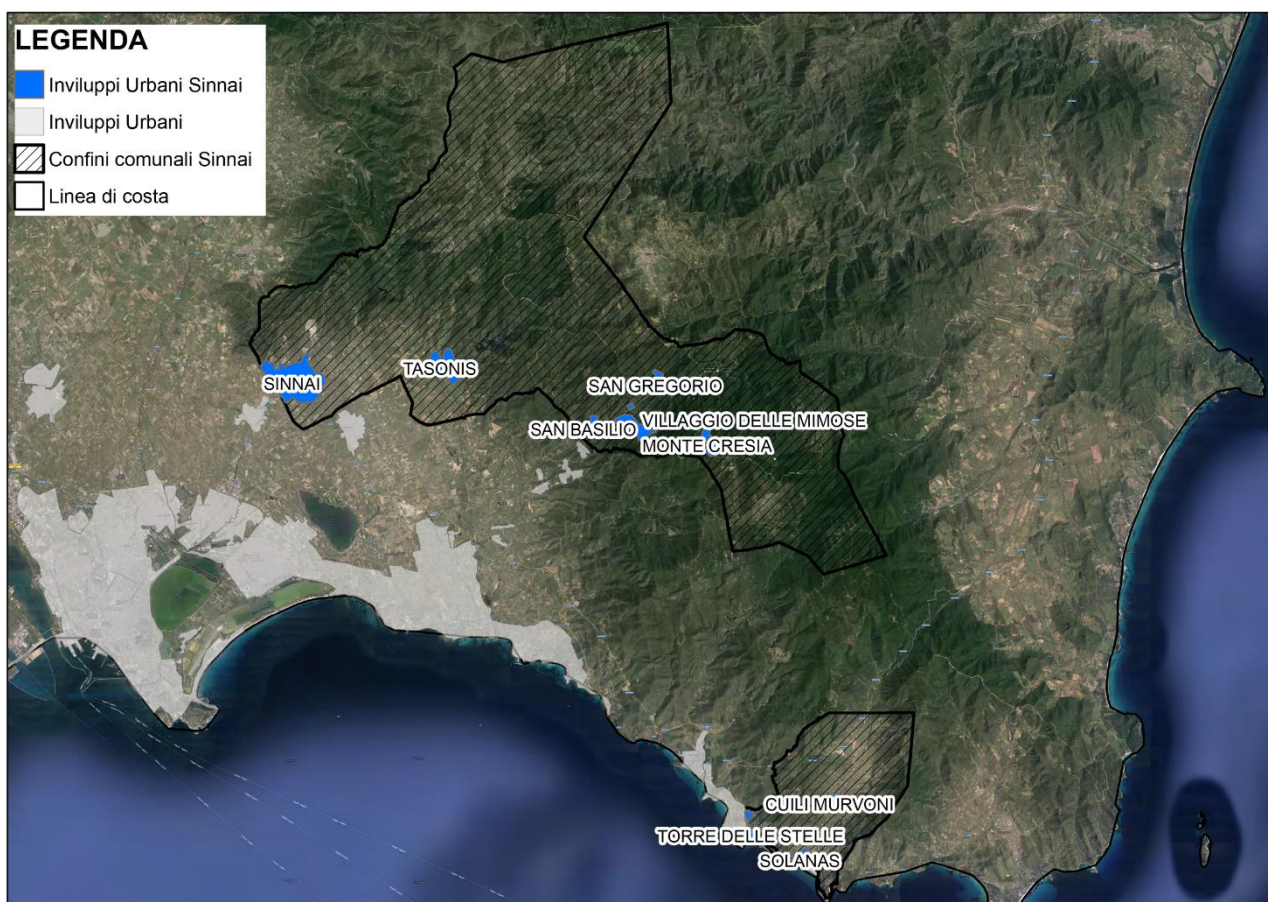 LEGENDA
Inviluppi Urbani Sinnai
Inviluppi Urbani
Confini comunali Sinnai
Linea di costa
SINNAI
TASONIS
SAN GREGORIO
SAN BASILIO
VILLAGGIO DELLE MIMOSE
MONTE CRESIA
CUILI MURVONI
TORRE DELLE STELLE
SOLANAS